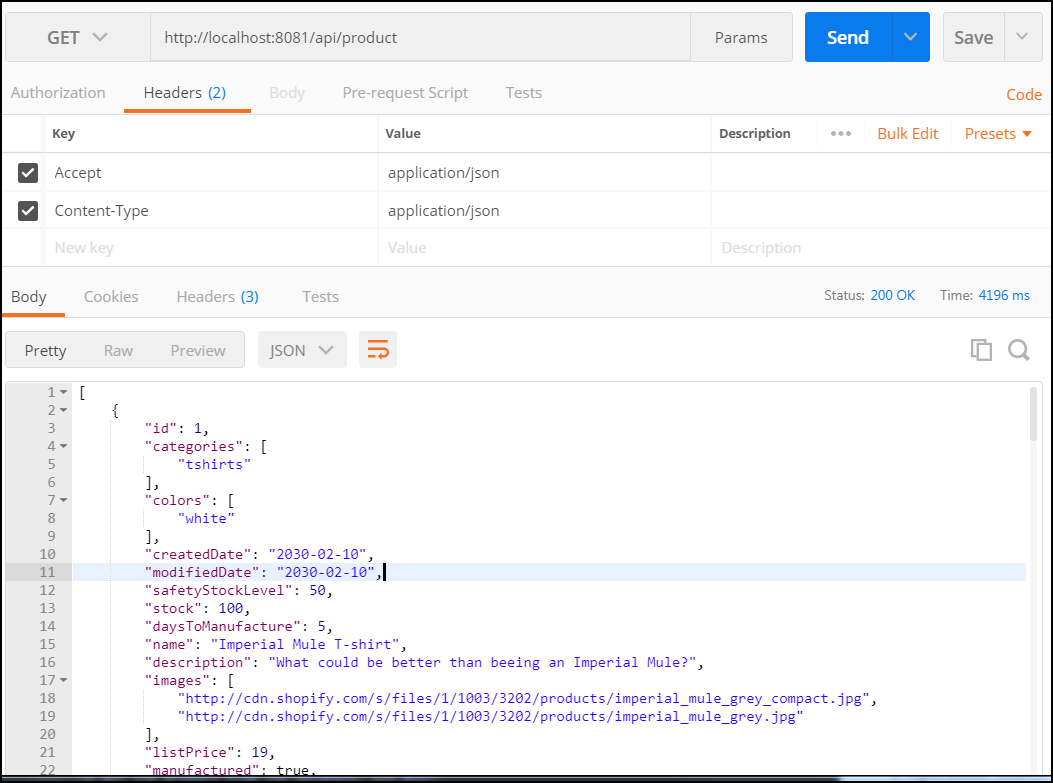 GET http://localhost:8081/api/product Params Send Save
Authorization Headers (2) Body Pre-request Script Tests Code
Key Value Description ••• Bulk Edit Presets
Accept application/json
Content-Type application/json
New key Value Description
Body Cookies Headers (3) Tests Status: 200 OK Time: 4196 ms
Pretty Raw Preview JSON
1 [
2 {
3 "id": 1,
4 "categories": [
5 "tshirts"
6 ],
7 "colors": [
8 "white"
9 ],
10 "createdDate": "2030-02-10",
11 "modifiedDate": "2030-02-10",
12 "safetyStockLevel": 50,
13 "stock": 100,
14 "daysToManufacture": 5,
15 "name": "Imperial Mule T-shirt",
16 "description": "What could be better than beeing an Imperial Mule?",
17 "images": [
18 "http://cdn.shopify.com/s/files/1/1003/3202/products/imperial_mule_grey_compact.jpg",
19 "http://cdn.shopify.com/s/files/1/1003/3202/products/imperial_mule_grey.jpg"
20 ],
21 "listPrice": 19,
22 "manufactured": true,